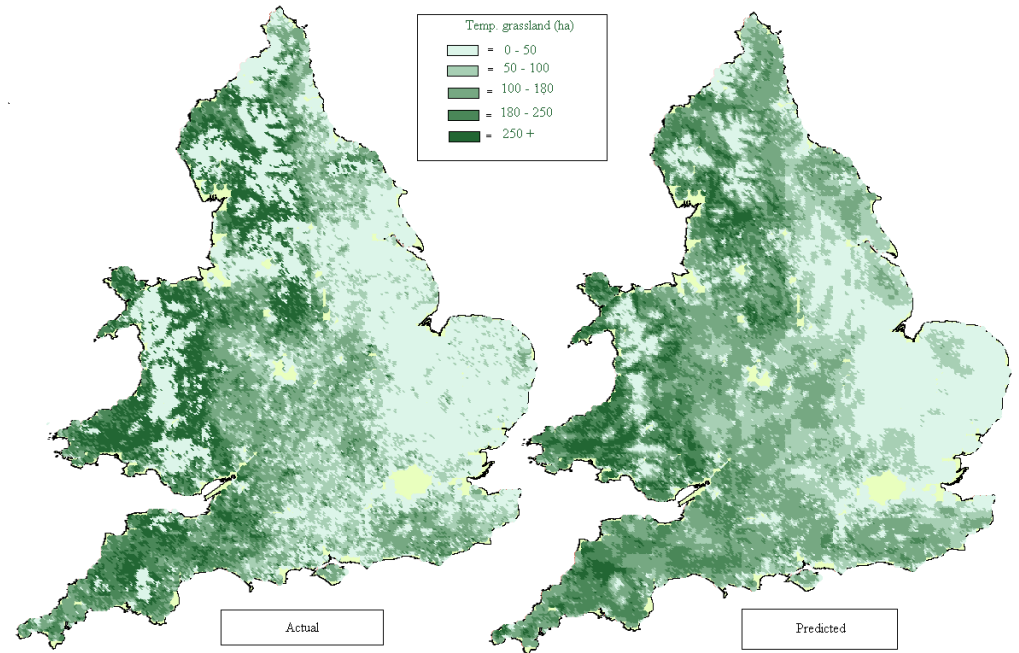 Temp. grassland (ha)
= 0 - 50
= 50 - 100
= 100 - 180
= 180 - 250
= 250 +
Actual
Predicted